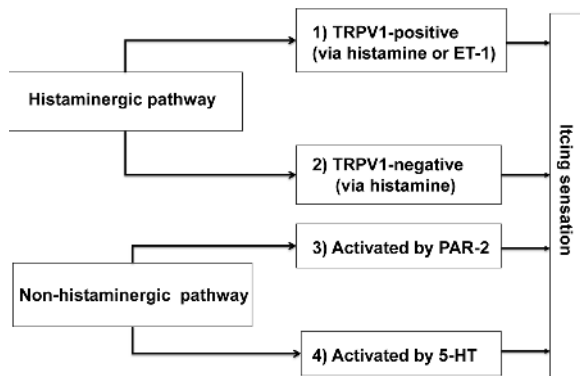 1) TRPV1-positive
(via histamine or ET-1)
Histaminergic pathway
2) TRPV1-negative
(via histamine)
3) Activated by PAR-2
Non-histaminergic pathway
4) Activated by 5-HT
Itcing sensation